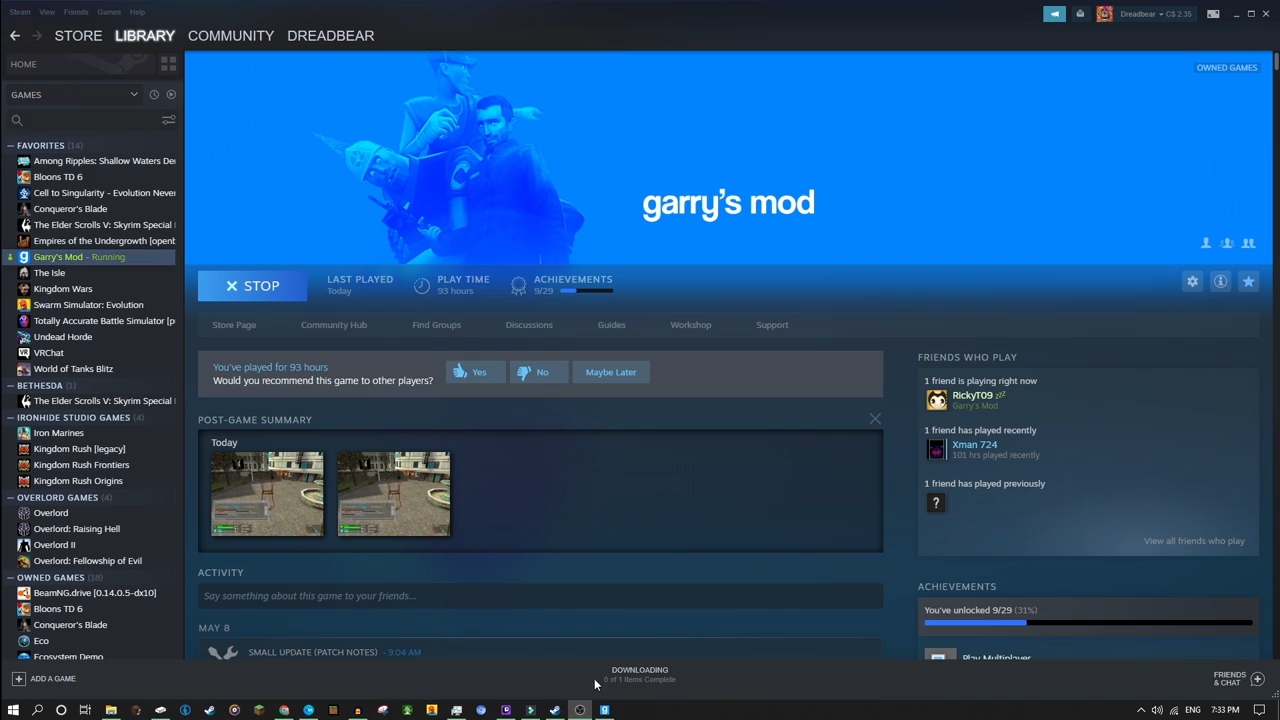 Steam View Friends Games Help
Dreadbear C$ 2.35
STORE LIBRARY COMMUNITY DREADBEAR
HOME
OWNED GAMES
GAMES
FAVORITES (14)
Among Ripples: Shallow Waters De
Bloons TD 6
Cell to Singularity - Evolution Never
Conqueror's Blade
The Elder Scrolls V: Skyrim Special
Empires of the Undergrowth [opent
Garry's Mod - Running
The Isle
Kingdom Wars
Swarm Simulator: Evolution
Totally Accurate Battle Simulator [p
Undead Horde
VRChat
World of Tanks Blitz
BETHESDA (1)
The Elder Scrolls V: Skyrim Special
IRONHIDE STUDIO GAMES (4)
Iron Marines
Kingdom Rush [legacy]
Kingdom Rush Frontiers
Kingdom Rush Origins
OVERLORD GAMES (4)
Overlord
Overlord: Raising Hell
Overlord II
Overlord: Fellowship of Evil
OWNED GAMES (18)
BeamNG.drive [0.14.0.5-dx10]
Bloons TD 6
Conqueror's Blade
Eco
Ecosystem Demo
garry's mod
STOP
LAST PLAYED
Today
PLAY TIME
93 hours
ACHIEVEMENTS
9/29
Store Page Community Hub Find Groups Discussions Guides Workshop Support
You've played for 93 hours
Would you recommend this game to other players?
Yes No Maybe Later
POST-GAME SUMMARY
Today
ACTIVITY
Say something about this game to your friends...
MAY 8
SMALL UPDATE (PATCH NOTES) - 9:04 AM
FRIENDS WHO PLAY
1 friend is playing right now
RickyT09 zzz
Garry's Mod
1 friend has played recently
Xman 724
101 hrs played recently
1 friend has played previously
?
View all friends who play
ACHIEVEMENTS
You've unlocked 9/29 (31%)
Play Multiplayer
ADD A GAME
DOWNLOADING
0 of 1 Items Complete
FRIENDS
& CHAT
7:33 PM